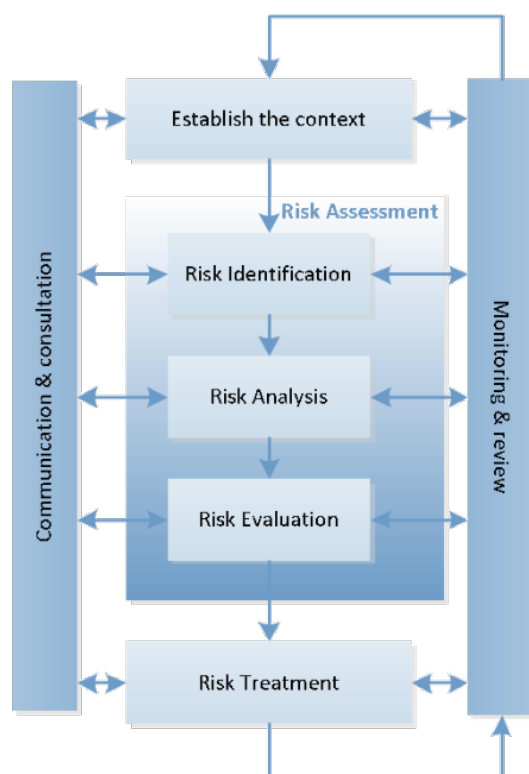 Establish the context
Risk Assessment
Risk Identification
Risk Analysis
Risk Evaluation
Risk Treatment
Communication & consultation
Monitoring & review